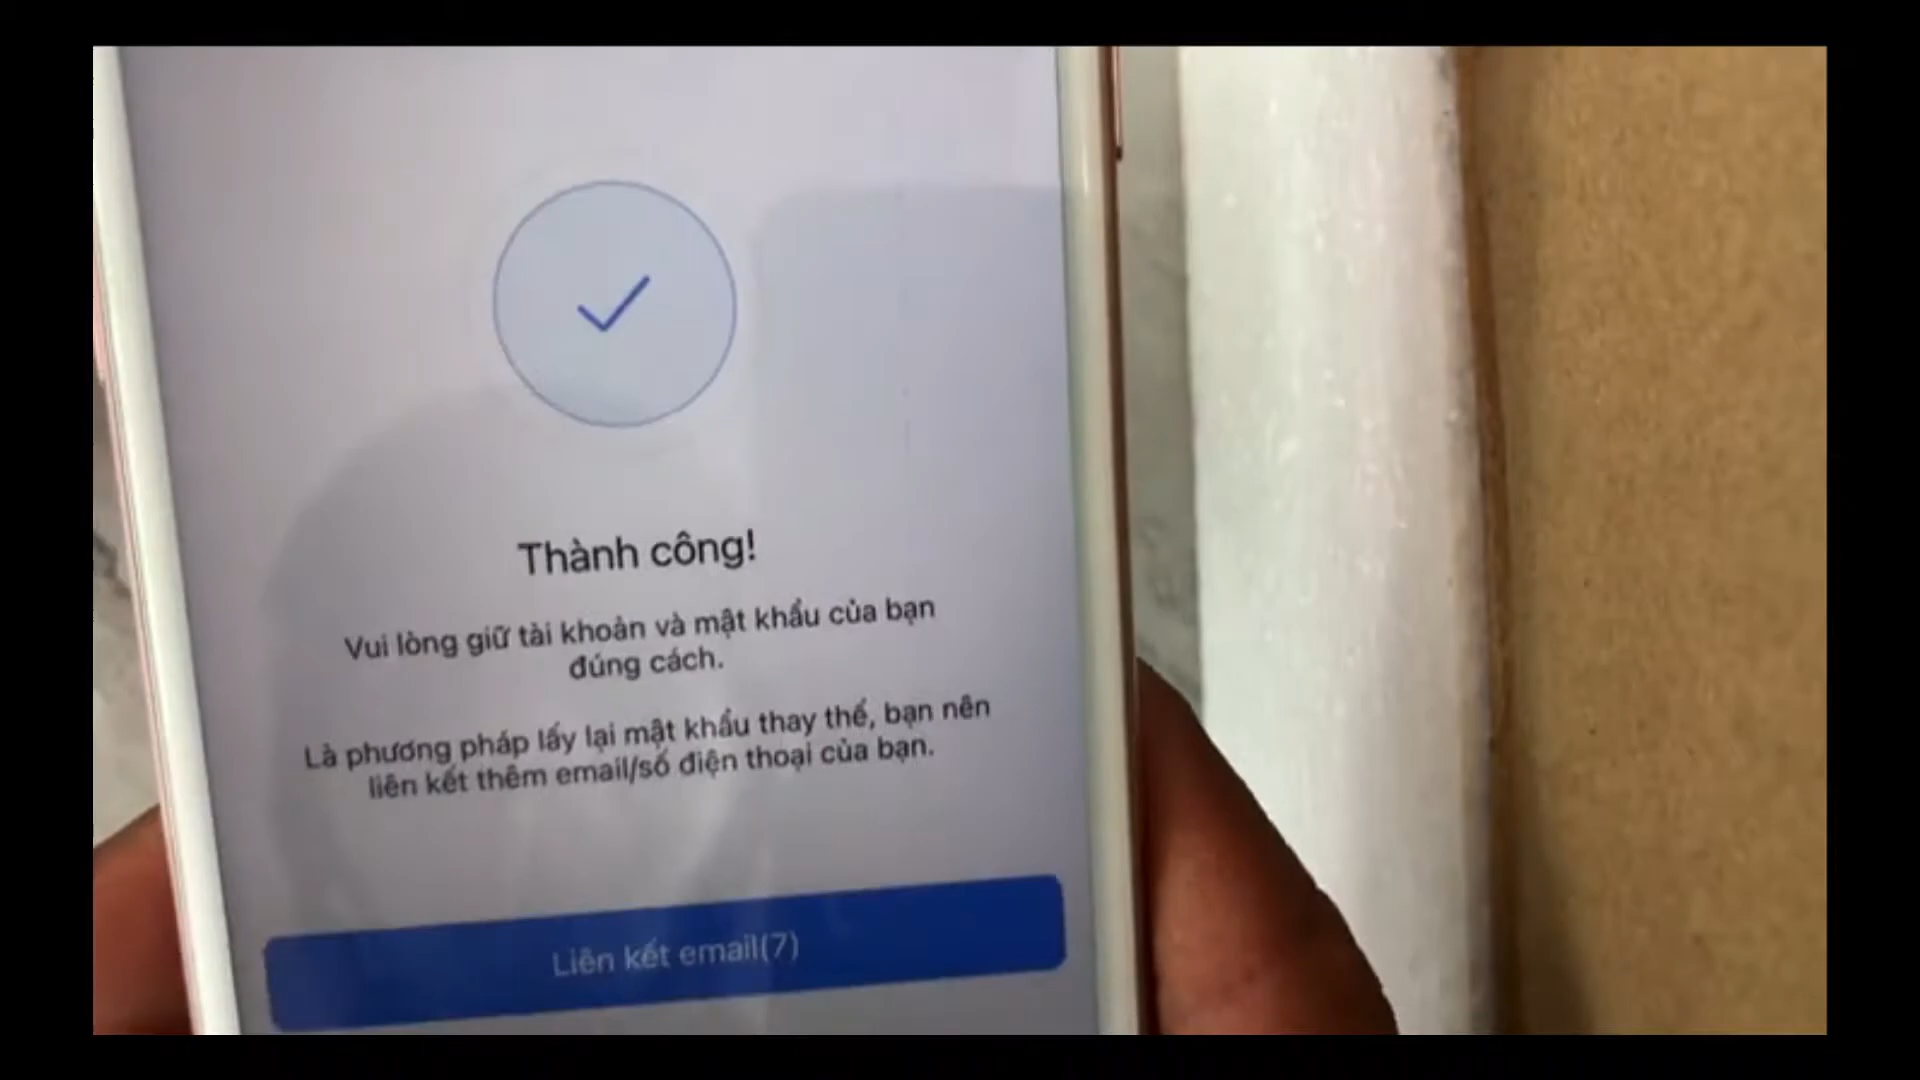 Thành công!
Vui lòng giữ tài khoản và mật khẩu của bạn
đúng cách.
Là phương pháp lấy lại mật khẩu thay thế, bạn nên
liên kết thêm email/số điện thoại của bạn.
Liên kết email(7)